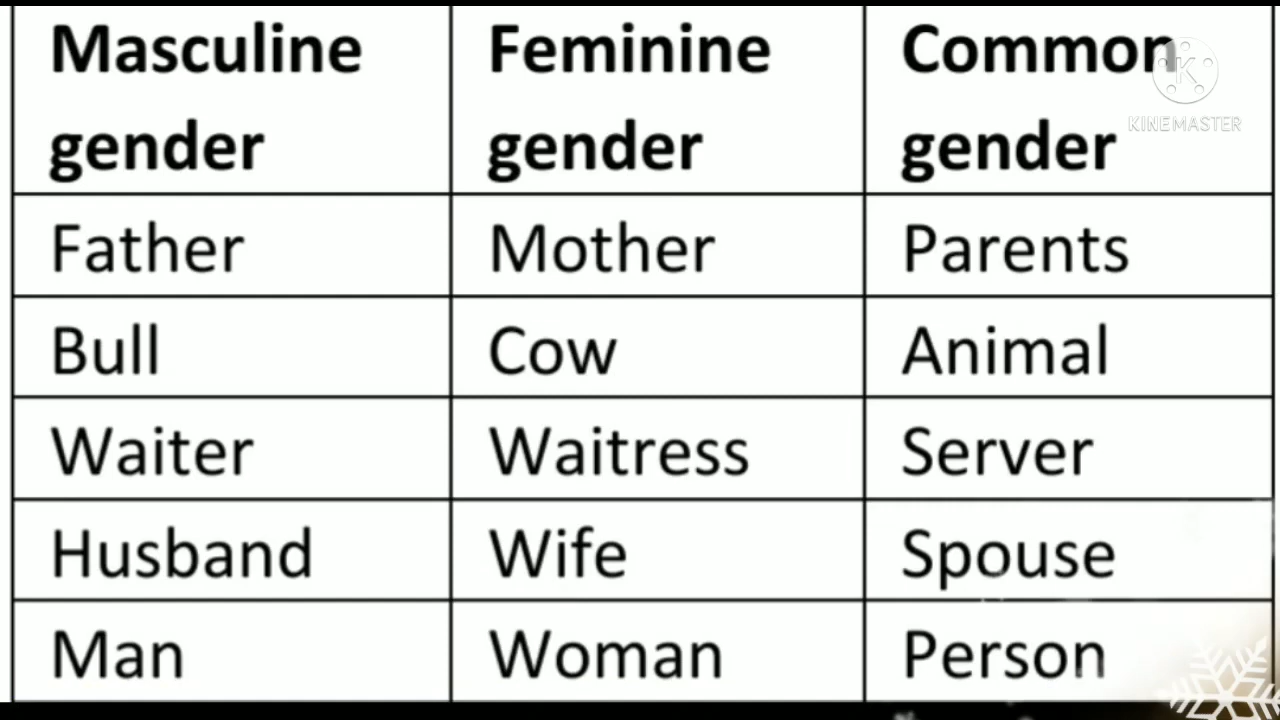 Masculine gender
Feminine gender
Common gender
KINEMASTER
Father Mother Parents
Bull Cow Animal
Waiter Waitress Server
Husband Wife Spouse
Man Woman Person